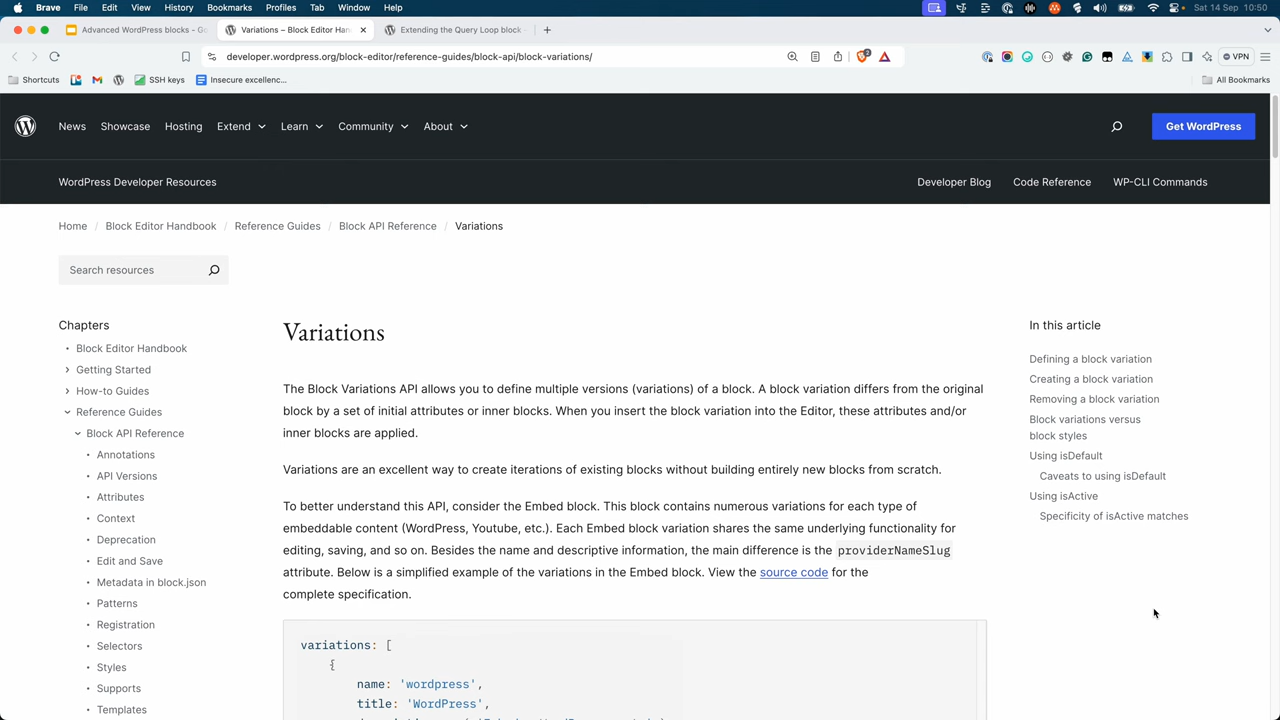 Brave File Edit View History Bookmarks Profiles Tab Window Help Sat 14 Sep 10:50
Advanced WordPress blocks - Go
Variations – Block Editor Han
Extending the Query Loop block
developer.wordpress.org/block-editor/reference-guides/block-api/block-variations/
2
VPN
Shortcuts
SSH keys
Insecure excellenc...
All Bookmarks
News Showcase Hosting Extend Learn Community About
Get WordPress
WordPress Developer Resources
Developer Blog Code Reference WP-CLI Commands
Home / Block Editor Handbook / Reference Guides / Block API Reference / Variations
Search resources
Chapters
Block Editor Handbook
Getting Started
How-to Guides
Reference Guides
Block API Reference
Annotations
API Versions
Attributes
Context
Deprecation
Edit and Save
Metadata in block.json
Patterns
Registration
Selectors
Styles
Supports
Templates
Variations
The Block Variations API allows you to define multiple versions (variations) of a block. A block variation differs from the original
block by a set of initial attributes or inner blocks. When you insert the block variation into the Editor, these attributes and/or
inner blocks are applied.
Variations are an excellent way to create iterations of existing blocks without building entirely new blocks from scratch.
To better understand this API, consider the Embed block. This block contains numerous variations for each type of
embeddable content (WordPress, Youtube, etc.). Each Embed block variation shares the same underlying functionality for
editing, saving, and so on. Besides the name and descriptive information, the main difference is the providerNameSlug
attribute. Below is a simplified example of the variations in the Embed block. View the source code for the
complete specification.
variations: [
{
name: 'wordpress',
title: 'WordPress',
In this article
Defining a block variation
Creating a block variation
Removing a block variation
Block variations versus
block styles
Using isDefault
Caveats to using isDefault
Using isActive
Specificity of isActive matches